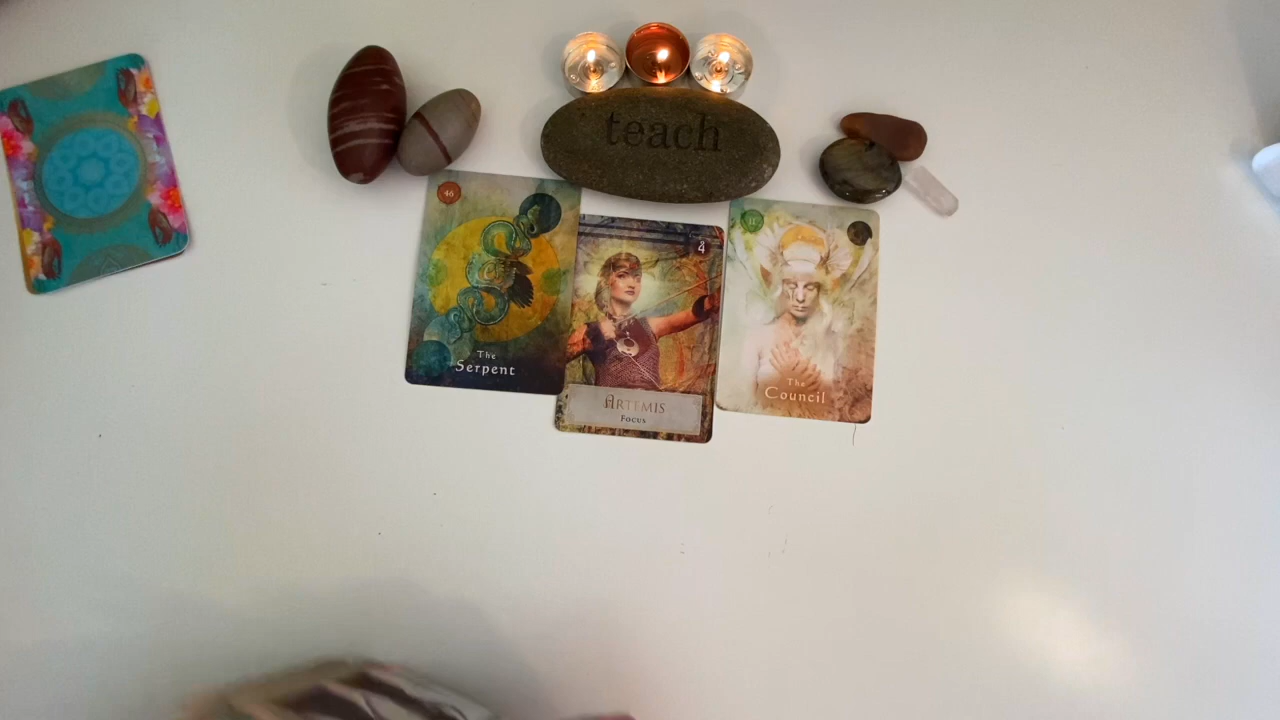 teach
46
The
Serpent
4
ARTEMIS
FOCUS
11
The
Council